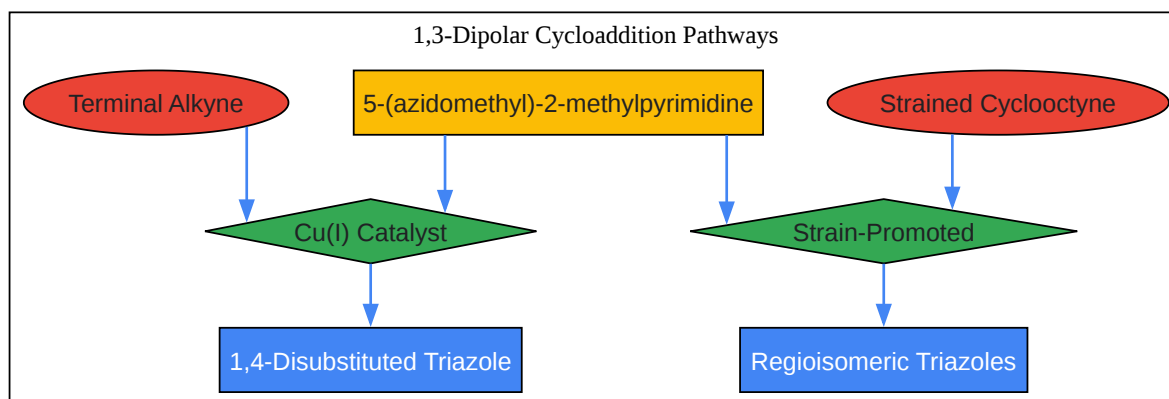 1,3-Dipolar Cycloaddition Pathways
Terminal Alkyne
5-(azidomethyl)-2-methylpyrimidine
Strained Cyclooctyne
Cu(I) Catalyst
Strain-Promoted
1,4-Disubstituted Triazole
Regioisomeric Triazoles